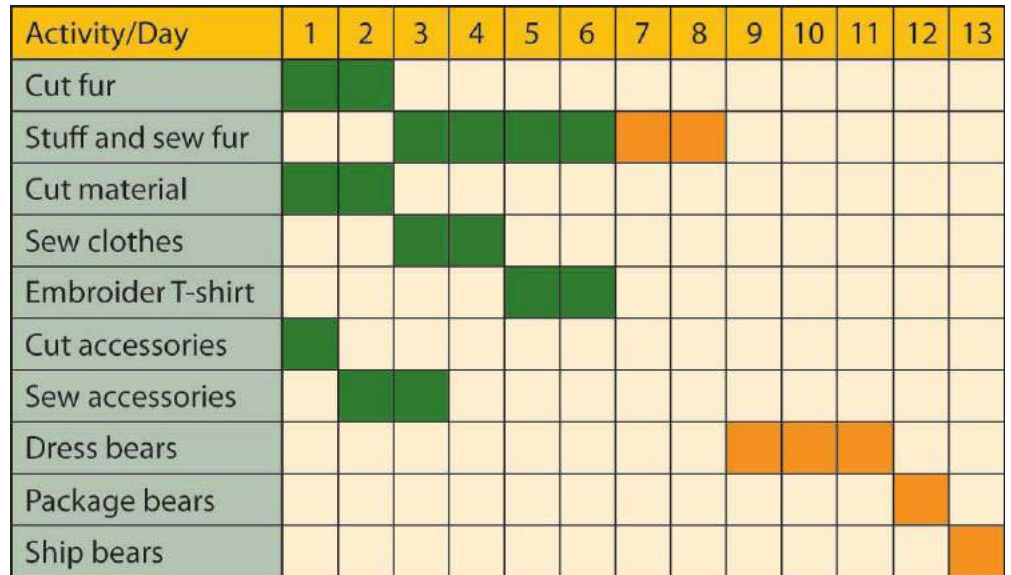 Activity/Day 1 2 3 4 5 6 7 8 9 10 11 12 13
Cut fur
Stuff and sew fur
Cut material
Sew clothes
Embroider T-shirt
Cut accessories
Sew accessories
Dress bears
Package bears
Ship bears